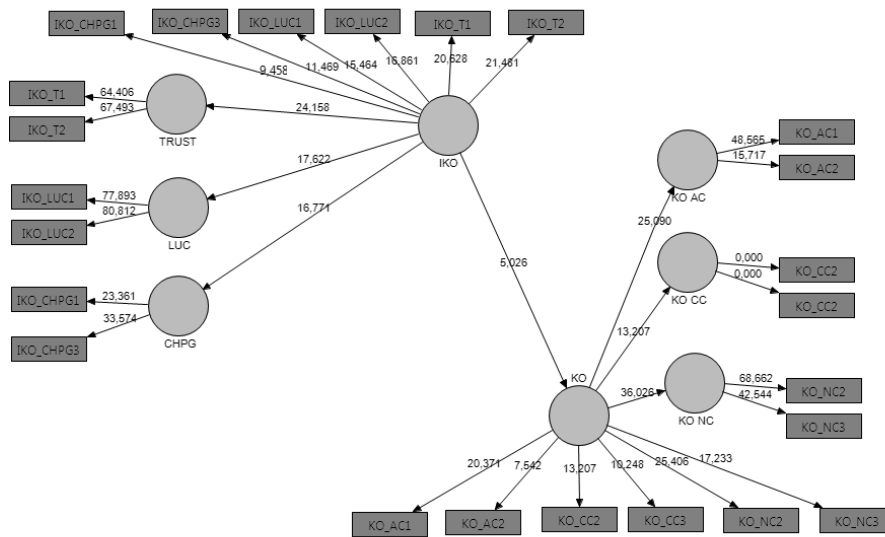 IKO_CHPG1
IKO_CHPG3
IKO_LUC1
IKO_LUC2
IKO_T1
IKO_T2
9,458
11,469
15,464
16,861
20,628
21,481
IKO_T1
64,406
IKO_T2
67,493
TRUST
24,158
IKO
17,622
IKO_LUC1
77,893
IKO_LUC2
80,812
LUC
16,771
IKO_CHPG1
23,361
IKO_CHPG3
33,574
CHPG
5,026
KO AC
48,565
KO_AC1
15,717
KO_AC2
25,090
KO CC
0,000
KO_CC2
0,000
KO_CC2
13,207
KO
36,026
KO NC
68,662
KO_NC2
42,544
KO_NC3
20,371
7,542
13,207
10,248
25,406
17,233
KO_AC1
KO_AC2
KO_CC2
KO_CC3
KO_NC2
KO_NC3